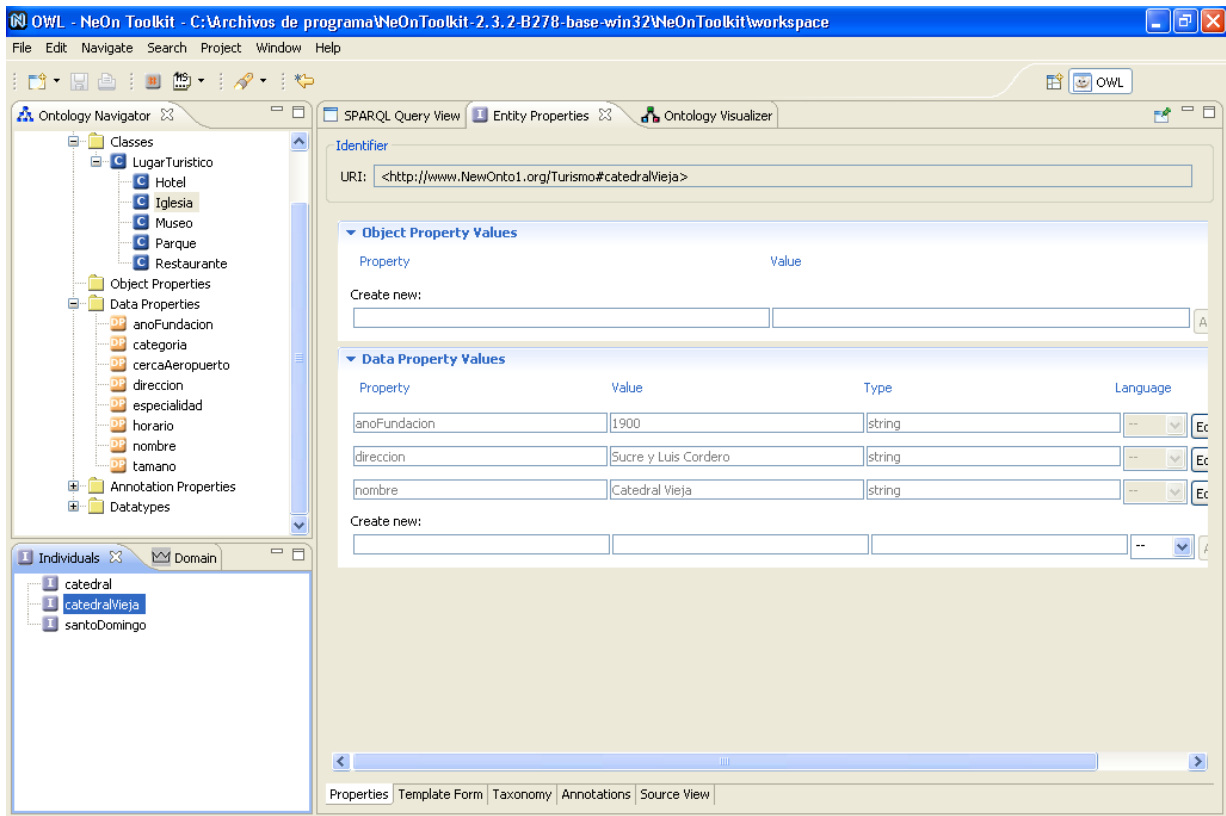 OWL - NeOn Toolkit - C:\Archivos de programa\NeOnToolkit-2.3.2-B278-base-win32\NeOnToolkit\workspace
File Edit Navigate Search Project Window Help
OWL
Ontology Navigator
Classes
LugarTuristico
Hotel
Iglesia
Museo
Parque
Restaurante
Object Properties
Data Properties
anoFundacion
categoria
cercaAeropuerto
direccion
especialidad
horario
nombre
tamano
Annotation Properties
Datatypes
Individuals Domain
catedral
catedralVieja
santoDomingo
SPARQL Query View Entity Properties Ontology Visualizer
Identifier
URI: <http://www.NewOnto1.org/Turismo#catedralVieja>
Object Property Values
Property Value
Create new:
A
Data Property Values
Property Value Type Language
anoFundacion 1900 string -- Ec
direccion Sucre y Luis Cordero string -- Ec
nombre Catedral Vieja string -- Ec
Create new:
-- A
Properties Template Form Taxonomy Annotations Source View